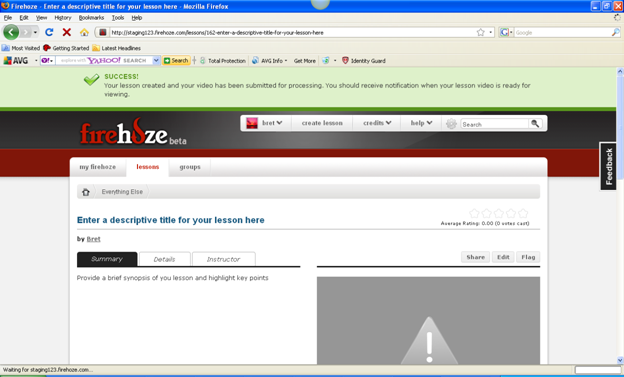 Firehoze - Enter a descriptive title for your lesson here - Mozilla Firefox
File Edit View History Bookmarks Tools Help
http://staging123.firehoze.com/lessons/162-enter-a-descriptive-title-for-your-lesson-here
Google
Most Visited Getting Started Latest Headlines
AVG YAHOO! SEARCH Search Total Protection AVG Info Get More Identity Guard
SUCCESS!
Your lesson created and your video has been submitted for processing. You should receive notification when your lesson video is ready for
viewing.
firehoze beta
bret create lesson credits help Search
Feedback
my firehoze lessons groups
Everything Else
Enter a descriptive title for your lesson here
Average Rating: 0.00 (0 votes cast)
by Bret
Summary Details Instructor
Share Edit Flag
Provide a brief synopsis of you lesson and highlight key points
Waiting for staging123.firehoze.com...